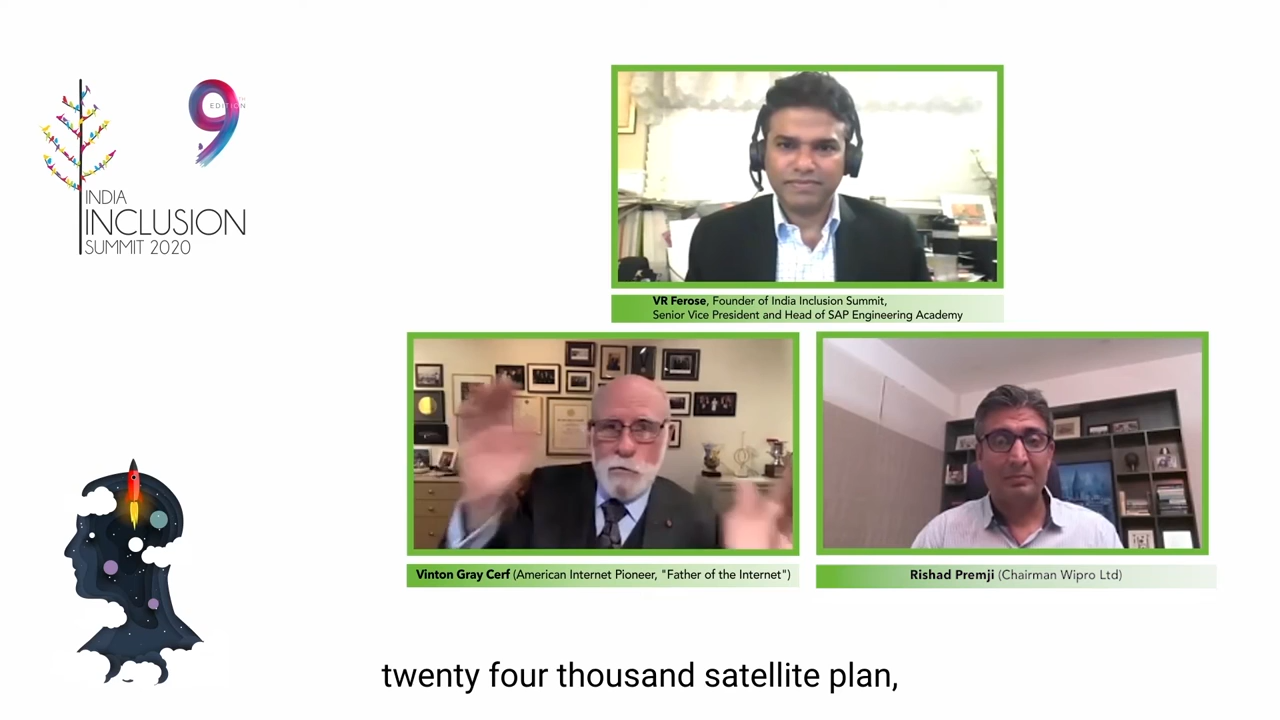 9
TH
EDITION
INDIA
INCLUSION
SUMMIT 2020
VR Ferose, Founder of India Inclusion Summit,
Senior Vice President and Head of SAP Engineering Academy
Vinton Gray Cerf (American Internet Pioneer, "Father of the Internet")
Rishad Premji (Chairman Wipro Ltd)
twenty four thousand satellite plan,